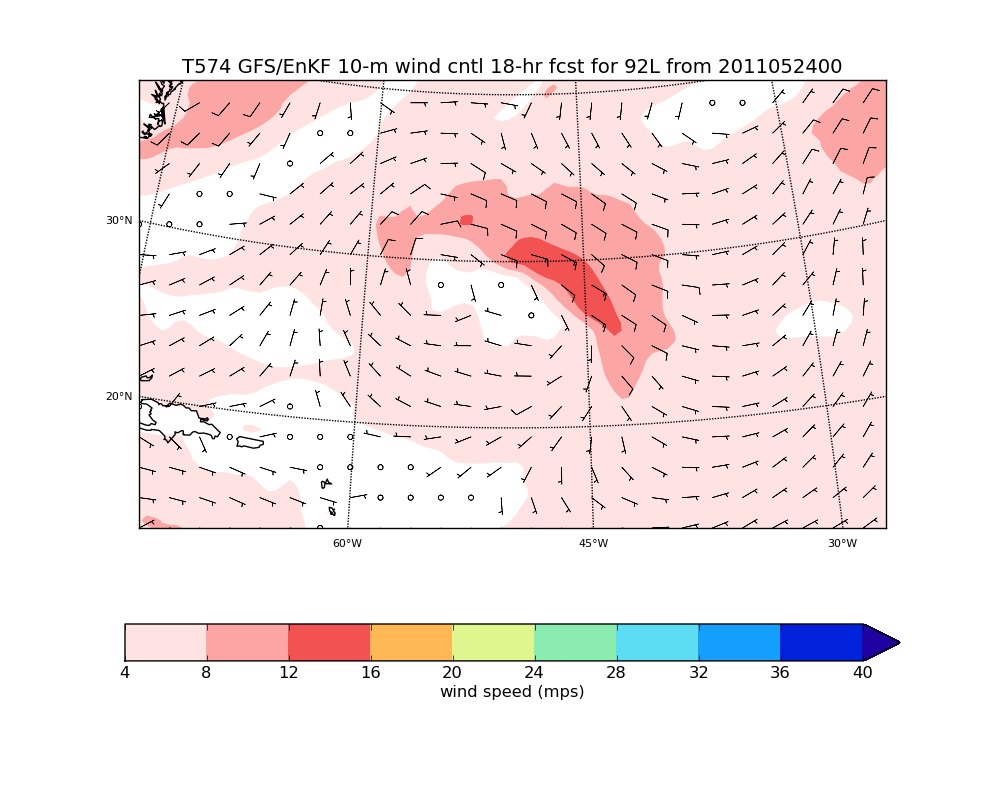 T574 GFS/EnKF 10-m wind cntl 18-hr fcst for 92L from 2011052400
30°N
20°N
60°W 45°W 30°W
4 8 12 16 20 24 28 32 36 40
wind speed (mps)